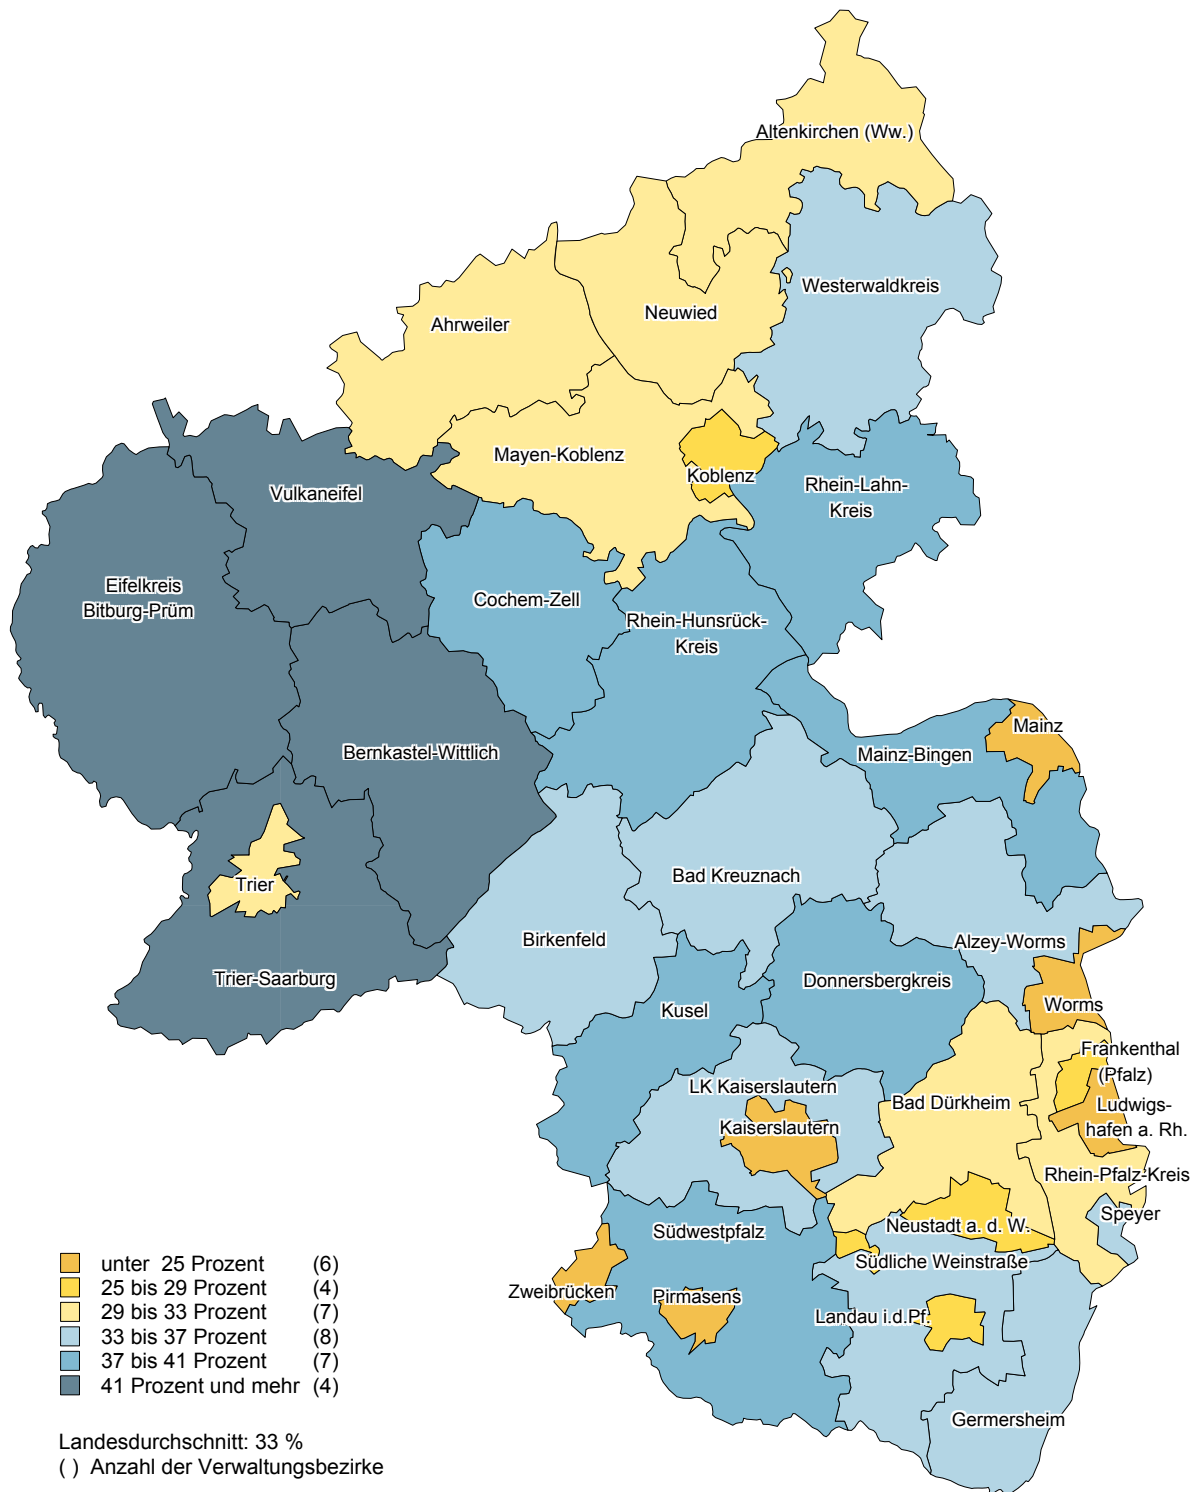 Altenkirchen (Ww.)
Westerwaldkreis
Neuwied
Ahrweiler
Mayen-Koblenz
Koblenz
Rhein-Lahn-
Kreis
Vulkaneifel
Eifelkreis
Bitburg-Prüm
Cochem-Zell
Rhein-Hunsrück-
Kreis
Mainz
Bernkastel-Wittlich
Mainz-Bingen
Bad Kreuznach
Trier
Birkenfeld
Alzey-Worms
Trier-Saarburg
Donnersbergkreis
Kusel
Worms
Frankenthal
(Pfalz)
LK Kaiserslautern
Bad Dürkheim
Ludwigs-
hafen a. Rh.
Kaiserslautern
Rhein-Pfalz-Kreis
Speyer
Neustadt a. d. W.
Südwestpfalz
Südliche Weinstraße
Zweibrücken
Pirmasens
Landau i.d.Pf.
Germersheim
unter 25 Prozent (6)
25 bis 29 Prozent (4)
29 bis 33 Prozent (7)
33 bis 37 Prozent (8)
37 bis 41 Prozent (7)
41 Prozent und mehr (4)
Landesdurchschnitt: 33 %
( ) Anzahl der Verwaltungsbezirke